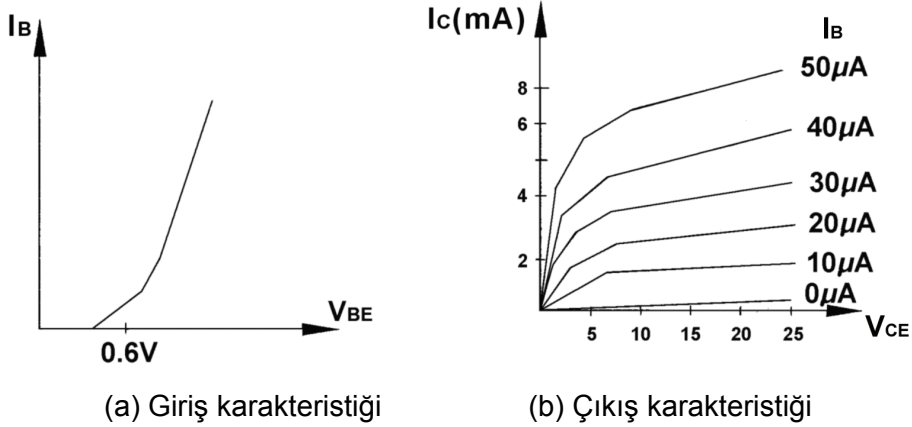 IB
VBE
0.6V
(a) Giriş karakteristiği
IC(mA)
IB
50µA
40µA
30µA
20µA
10µA
0µA
8
6
4
2
5 10 15 20 25
VCE
(b) Çıkış karakteristiği